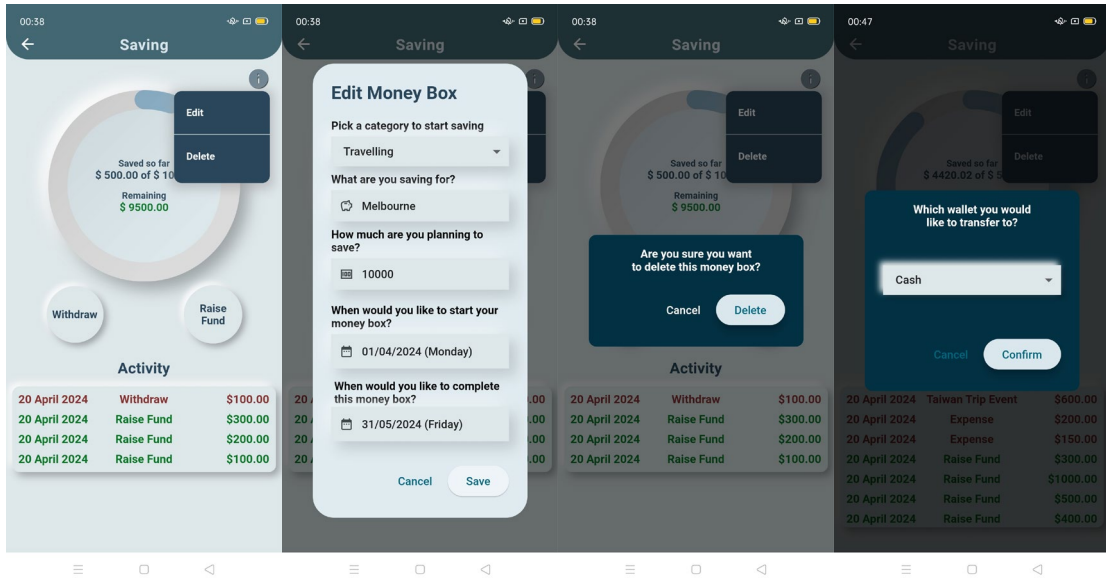 00:38
Saving
Edit
Delete
Saved so far
$ 500.00 of $ 10
Remaining
$ 9500.00
Withdraw
Raise
Fund
Activity
20 April 2024 Withdraw $100.00
20 April 2024 Raise Fund $300.00
20 April 2024 Raise Fund $200.00
20 April 2024 Raise Fund $100.00
00:38
Saving
Edit Money Box
Pick a category to start saving
Travelling
What are you saving for?
Melbourne
How much are you planning to
save?
10000
When would you like to start your
money box?
01/04/2024 (Monday)
When would you like to complete
this money box?
31/05/2024 (Friday)
Cancel Save
20 .00
20 .00
20 .00
20 .00
00:38
Saving
Edit
Delete
Saved so far
$ 500.00 of $ 10
Remaining
$ 9500.00
Are you sure you want
to delete this money box?
Cancel Delete
Activity
20 April 2024 Withdraw $100.00
20 April 2024 Raise Fund $300.00
20 April 2024 Raise Fund $200.00
20 April 2024 Raise Fund $100.00
00:47
Saving
Edit
Delete
Saved so far
$ 4420.02 of $ 5
Which wallet you would
like to transfer to?
Cash
Cancel Confirm
20 April 2024 Taiwan Trip Event $600.00
20 April 2024 Expense $200.00
20 April 2024 Expense $150.00
20 April 2024 Raise Fund $300.00
20 April 2024 Raise Fund $1000.00
20 April 2024 Raise Fund $500.00
20 April 2024 Raise Fund $400.00